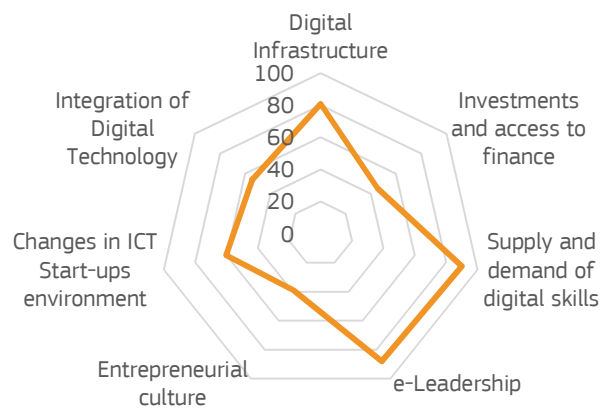 Digital
Infrastructure
100
80
60
40
20
0
Investments
and access to
finance
Supply and
demand of
digital skills
e-Leadership
Entrepreneurial
culture
Changes in ICT
Start-ups
environment
Integration of
Digital
Technology